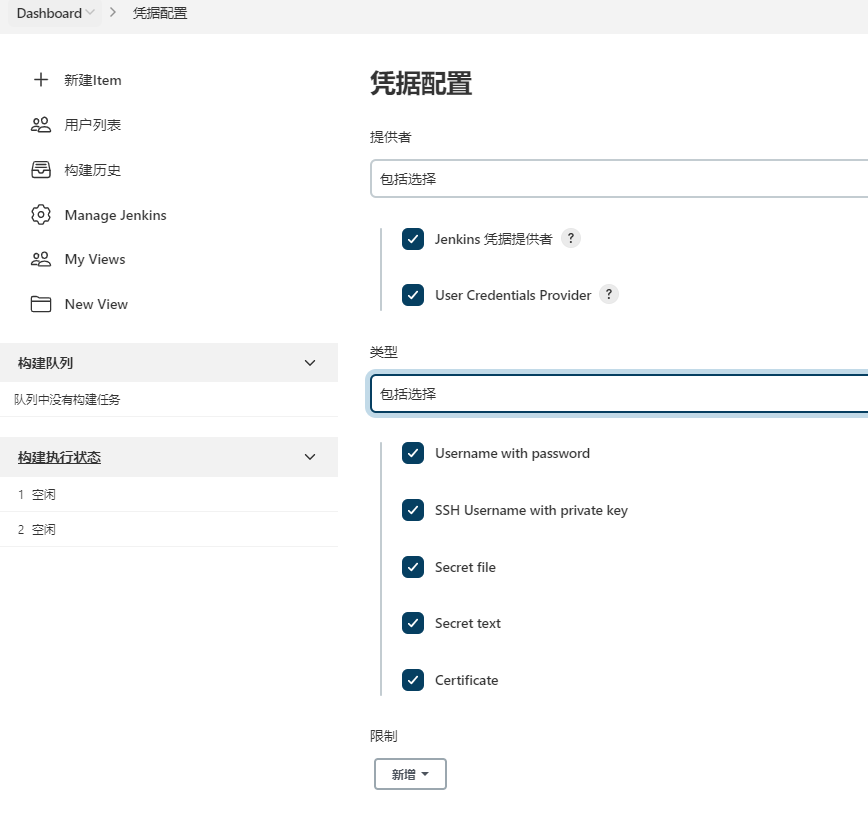 Dashboard
凭据配置
新建Item
用户列表
构建历史
Manage Jenkins
My Views
New View
构建队列
队列中没有构建任务
构建执行状态
1 空闲
2 空闲
凭据配置
提供者
包括选择
Jenkins 凭据提供者 ?
User Credentials Provider ?
类型
包括选择
Username with password
SSH Username with private key
Secret file
Secret text
Certificate
限制
新增